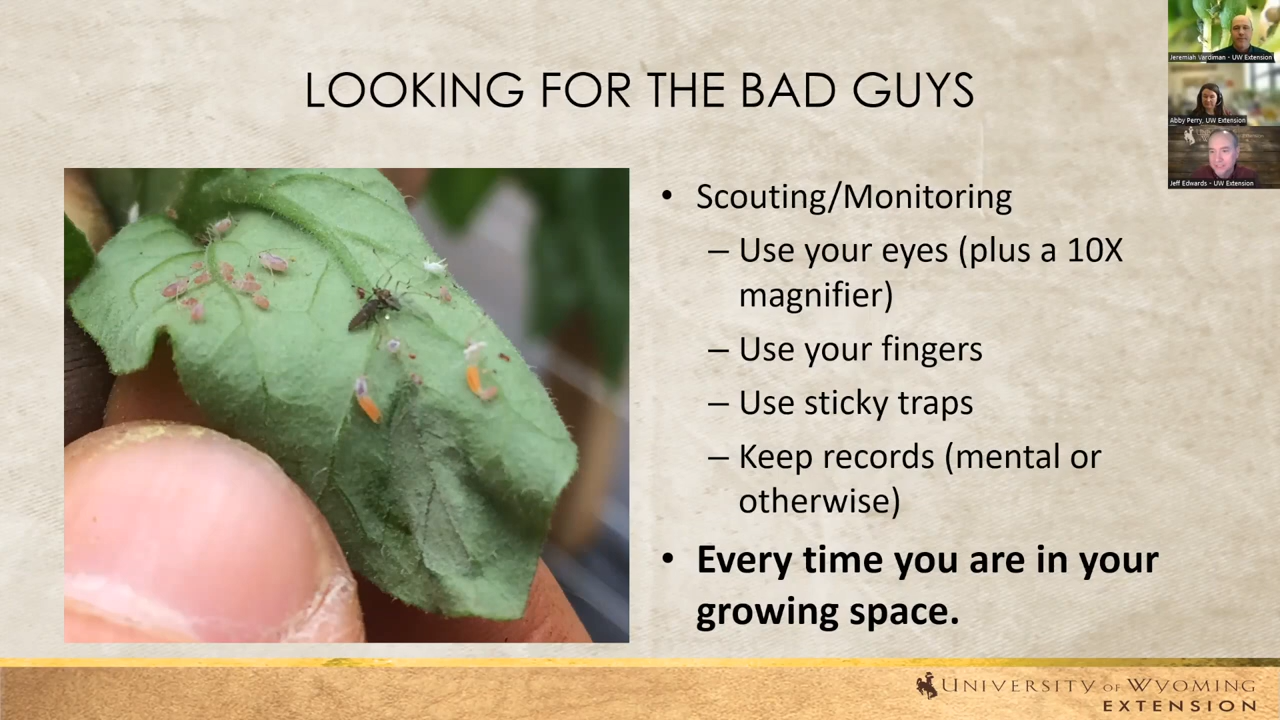 LOOKING FOR THE BAD GUYS
Jeremiah Vardiman - UW Extension
Abby Perry, UW Extension
Jeff Edwards - UW Extension
• Scouting/Monitoring
– Use your eyes (plus a 10X
magnifier)
– Use your fingers
– Use sticky traps
– Keep records (mental or
otherwise)
• Every time you are in your
growing space.
UNIVERSITY OF WYOMING
EXTENSION